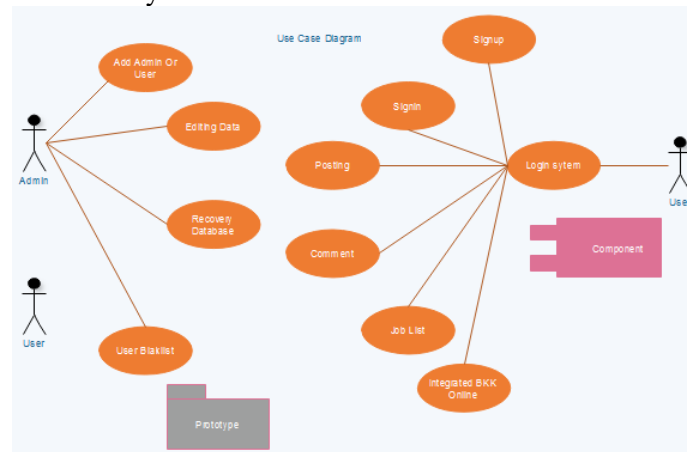 Use Case Diagram
Signup
Add Admin Or
User
Signin
Editing Data
Admin
Posting
Login sytem
User
Recovery
Database
Comment
Component
User
User Blaklist
Job List
Integrated BKK
Online
Prototype